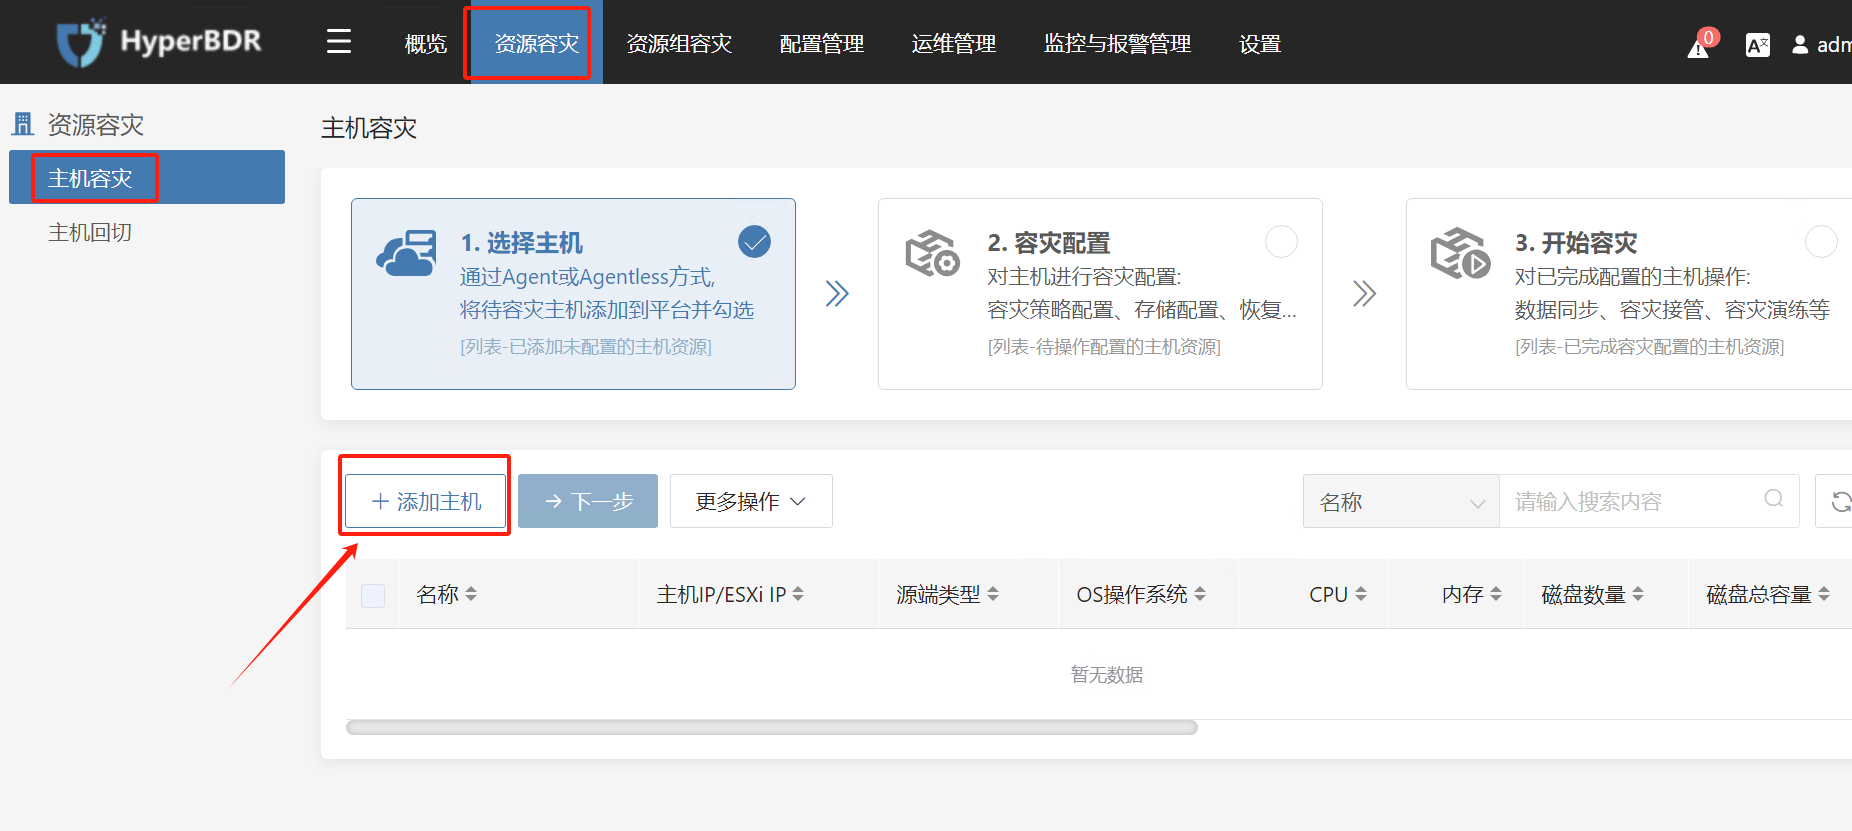 HyperBDR
概览
资源容灾
资源组容灾
配置管理
运维管理
监控与报警管理
设置
0
A文
adm
资源容灾
主机容灾
主机回切
主机容灾
1. 选择主机
通过Agent或Agentless方式,
将待容灾主机添加到平台并勾选
[列表-已添加未配置的主机资源]
2. 容灾配置
对主机进行容灾配置:
容灾策略配置、存储配置、恢复...
[列表-待操作配置的主机资源]
3. 开始容灾
对已完成配置的主机操作:
数据同步、容灾接管、容灾演练等
[列表-已完成容灾配置的主机资源]
添加主机
下一步
更多操作
名称
请输入搜索内容
名称
主机IP/ESXi IP
源端类型
OS操作系统
CPU
内存
磁盘数量
磁盘总容量
暂无数据